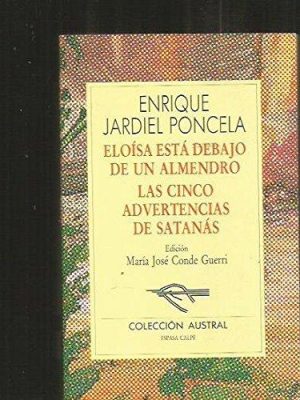 ENRIQUE
JARDIEL PONCELA
ELOÍSA ESTÁ DEBAJO
DE UN ALMENDRO
LAS CINCO
ADVERTENCIAS
DE SATANÁS
Edición
María José Conde Guerri
COLECCIÓN AUSTRAL
ESPASA CALPE